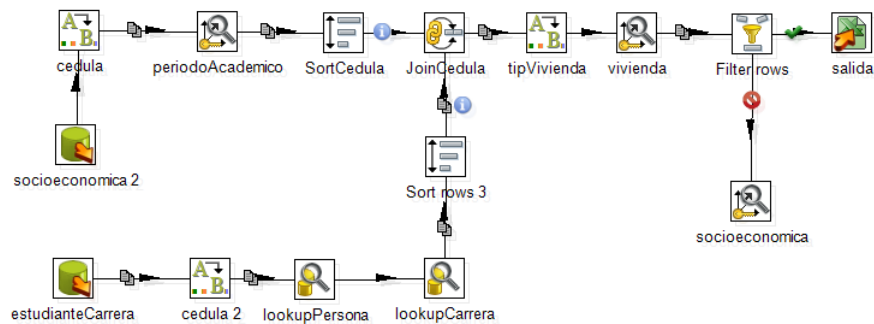 cedula
periodoAcademico
SortCedula
JoinCedula
tipVivienda
vivienda
Filter rows
salida
socioeconomica 2
Sort rows 3
socioeconomica
estudianteCarrera
cedula 2
lookupPersona
lookupCarrera